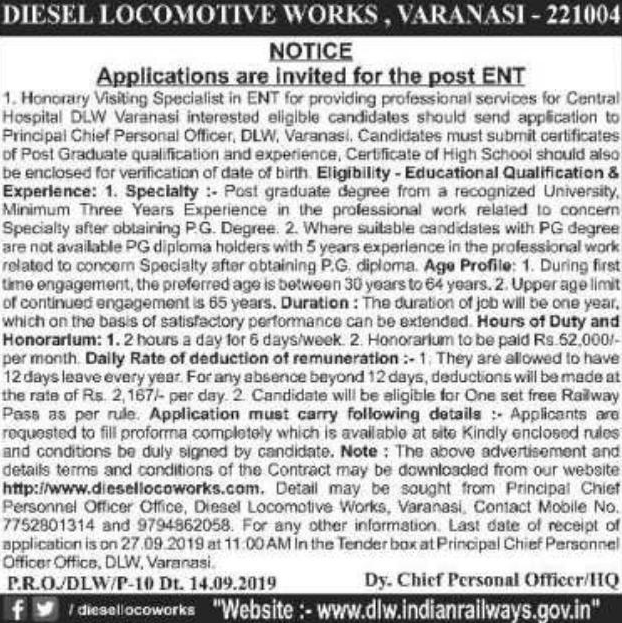 DIESEL LOCOMOTIVE WORKS , VARANASI - 221004
NOTICE
Applications are invited for the post ENT
1. Honorary Visiting Specialist in ENT for providing professional services for Central
Hospital DLW Varanasi interested eligible candidates should send application to
Principal Chief Personal Officer, DLW, Varanasi. Candidates must submit certificates
of Post Graduate qualification and experience, Certificate of High School should also
be enclosed for verification of date of birth. Eligibility - Educational Qualification &
Experience: 1. Specialty :- Post graduate degree from a recognized University,
Minimum Three Years Experience in the professional work related to concern
Specialty after obtaining P.G. Degree. 2. Where suitable candidates with PG degree
are not available PG diploma holders with 5 years experience in the professional work
related to concern Specialty after obtaining P.G. diploma. Age Profile: 1. During first
time engagement, the preferred age is between 30 years to 64 years. 2. Upper age limit
of continued engagement is 65 years. Duration : The duration of job will be one year,
which on the basis of satisfactory performance can be extended. Hours of Duty and
Honorarium: 1. 2 hours a day for 6 days/week. 2. Honorarium to be paid Rs.52,000/-
per month. Daily Rate of deduction of remuneration :- 1. They are allowed to have
12 days leave every year. For any absence beyond 12 days, deductions will be made at
the rate of Rs. 2,167/- per day. 2. Candidate will be eligible for One set free Railway
Pass as per rule. Application must carry following details :- Applicants are
requested to fill proforma completely which is available at site Kindly enclosed rules
and conditions be duly signed by candidate. Note : The above advertisement and
details terms and conditions of the Contract may be downloaded from our website
http://www.diesellocoworks.com. Detail may be sought from Principal Chief
Personnel Officer Office, Diesel Locomotive Works, Varanasi, Contact Mobile No.
7752801314 and 9794862058. For any other information. Last date of receipt of
application is on 27.09.2019 at 11:00 AM In the Tender box at Principal Chief Personnel
Officer Office, DLW, Varanasi.
P.R.O./DLW/P-10 Dt. 14.09.2019 Dy. Chief Personal Officer/HQ
f / diesellocoworks "Website :- www.dlw.indianrailways.gov.in"